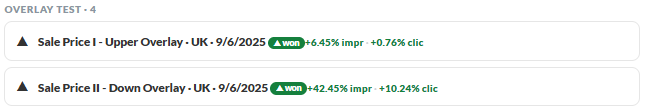 OVERLAY TEST · 4
▲ Sale Price I - Upper Overlay · UK · 9/6/2025 ▲ won +6.45% impr · +0.76% clic
▲ Sale Price II - Down Overlay · UK · 9/6/2025 ▲ won +42.45% impr · +10.24% clic